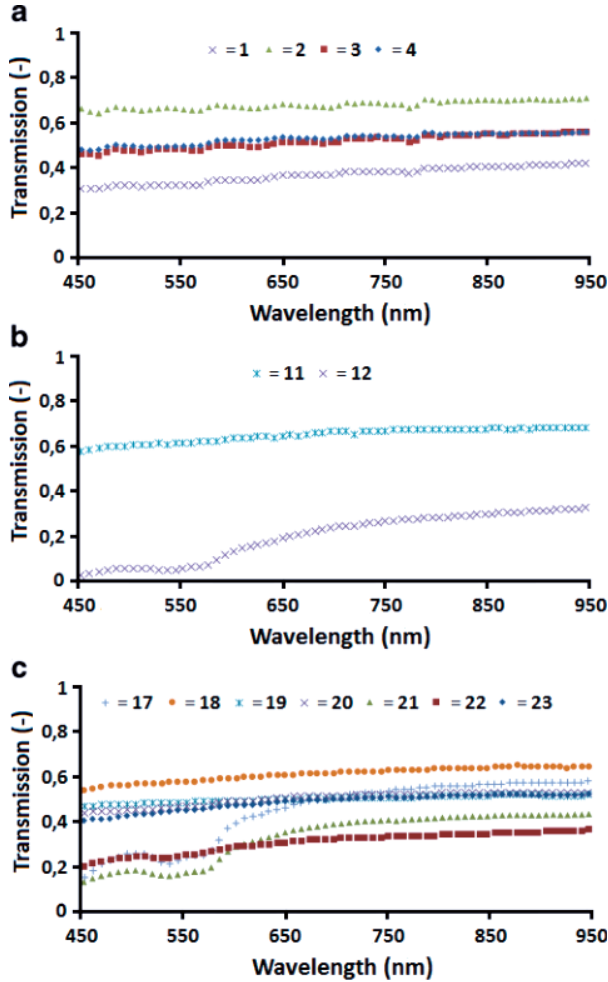 a
1
= 1 = 2 = 3 = 4
0,8
0,6
0,4
0,2
0
Transmission (-)
450 550 650 750 850 950
Wavelength (nm)
b
1
= 11 = 12
0,8
0,6
0,4
0,2
0
Transmission (-)
450 550 650 750 850 950
Wavelength (nm)
c
1
= 17 = 18 = 19 = 20 = 21 = 22 = 23
0,8
0,6
0,4
0,2
0
Transmission (-)
450 550 650 750 850 950
Wavelength (nm)